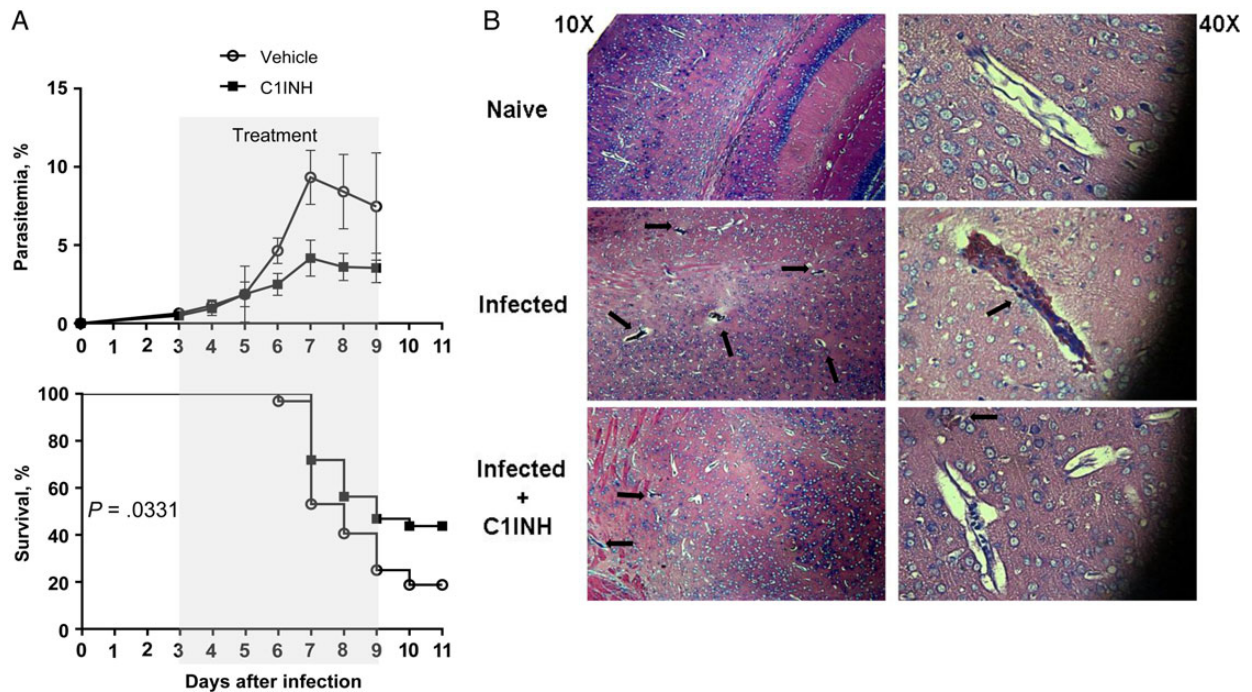 A
Vehicle
C1INH
Treatment
Parasitemia, %
15
10
5
0
0 1 2 3 4 5 6 7 8 9 10 11
Survival, %
100
80
60
40
20
0
P = .0331
0 1 2 3 4 5 6 7 8 9 10 11
Days after infection
B
10X
40X
Naive
Infected
Infected
+
C1INH